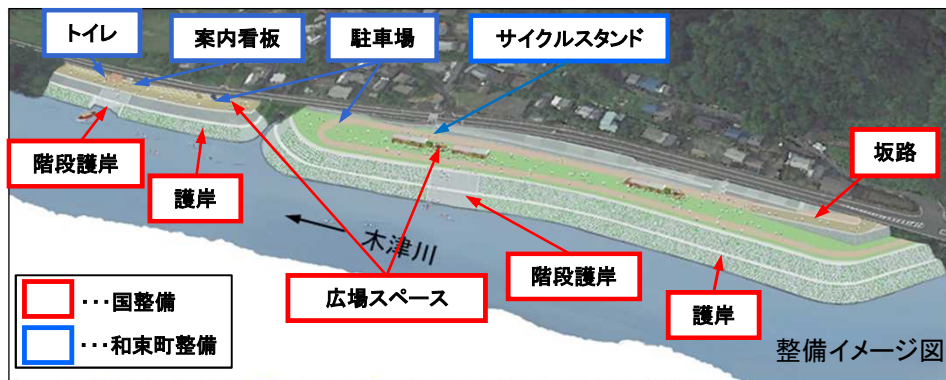 トイレ
案内看板
駐車場
サイクルスタンド
階段護岸
護岸
坂路
木津川
広場スペース
階段護岸
護岸
･･･国整備
･･･和束町整備
整備イメージ図